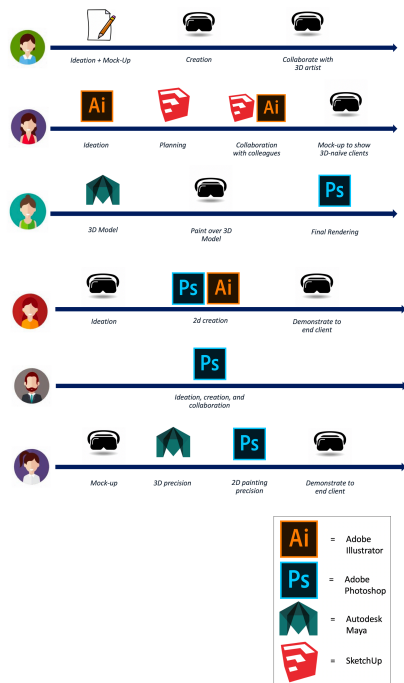 Ideation + Mock-Up
Creation
Collaborate with
3D artist
Ai
Ai
Ideation
Planning
Collaboration
with colleagues
Mock-up to show
3D-naïve clients
Ps
3D Model
Paint over 3D
Model
Final Rendering
Ps
Ai
Ideation
2d creation
Demonstrate to
end client
Ps
Ideation, creation, and
collaboration
Ps
Mock-up
3D precision
2D painting
precision
Demonstrate to
end client
Ai
=
Adobe
Illustrator
Ps
=
Adobe
Photoshop
=
Autodesk
Maya
=
SketchUp